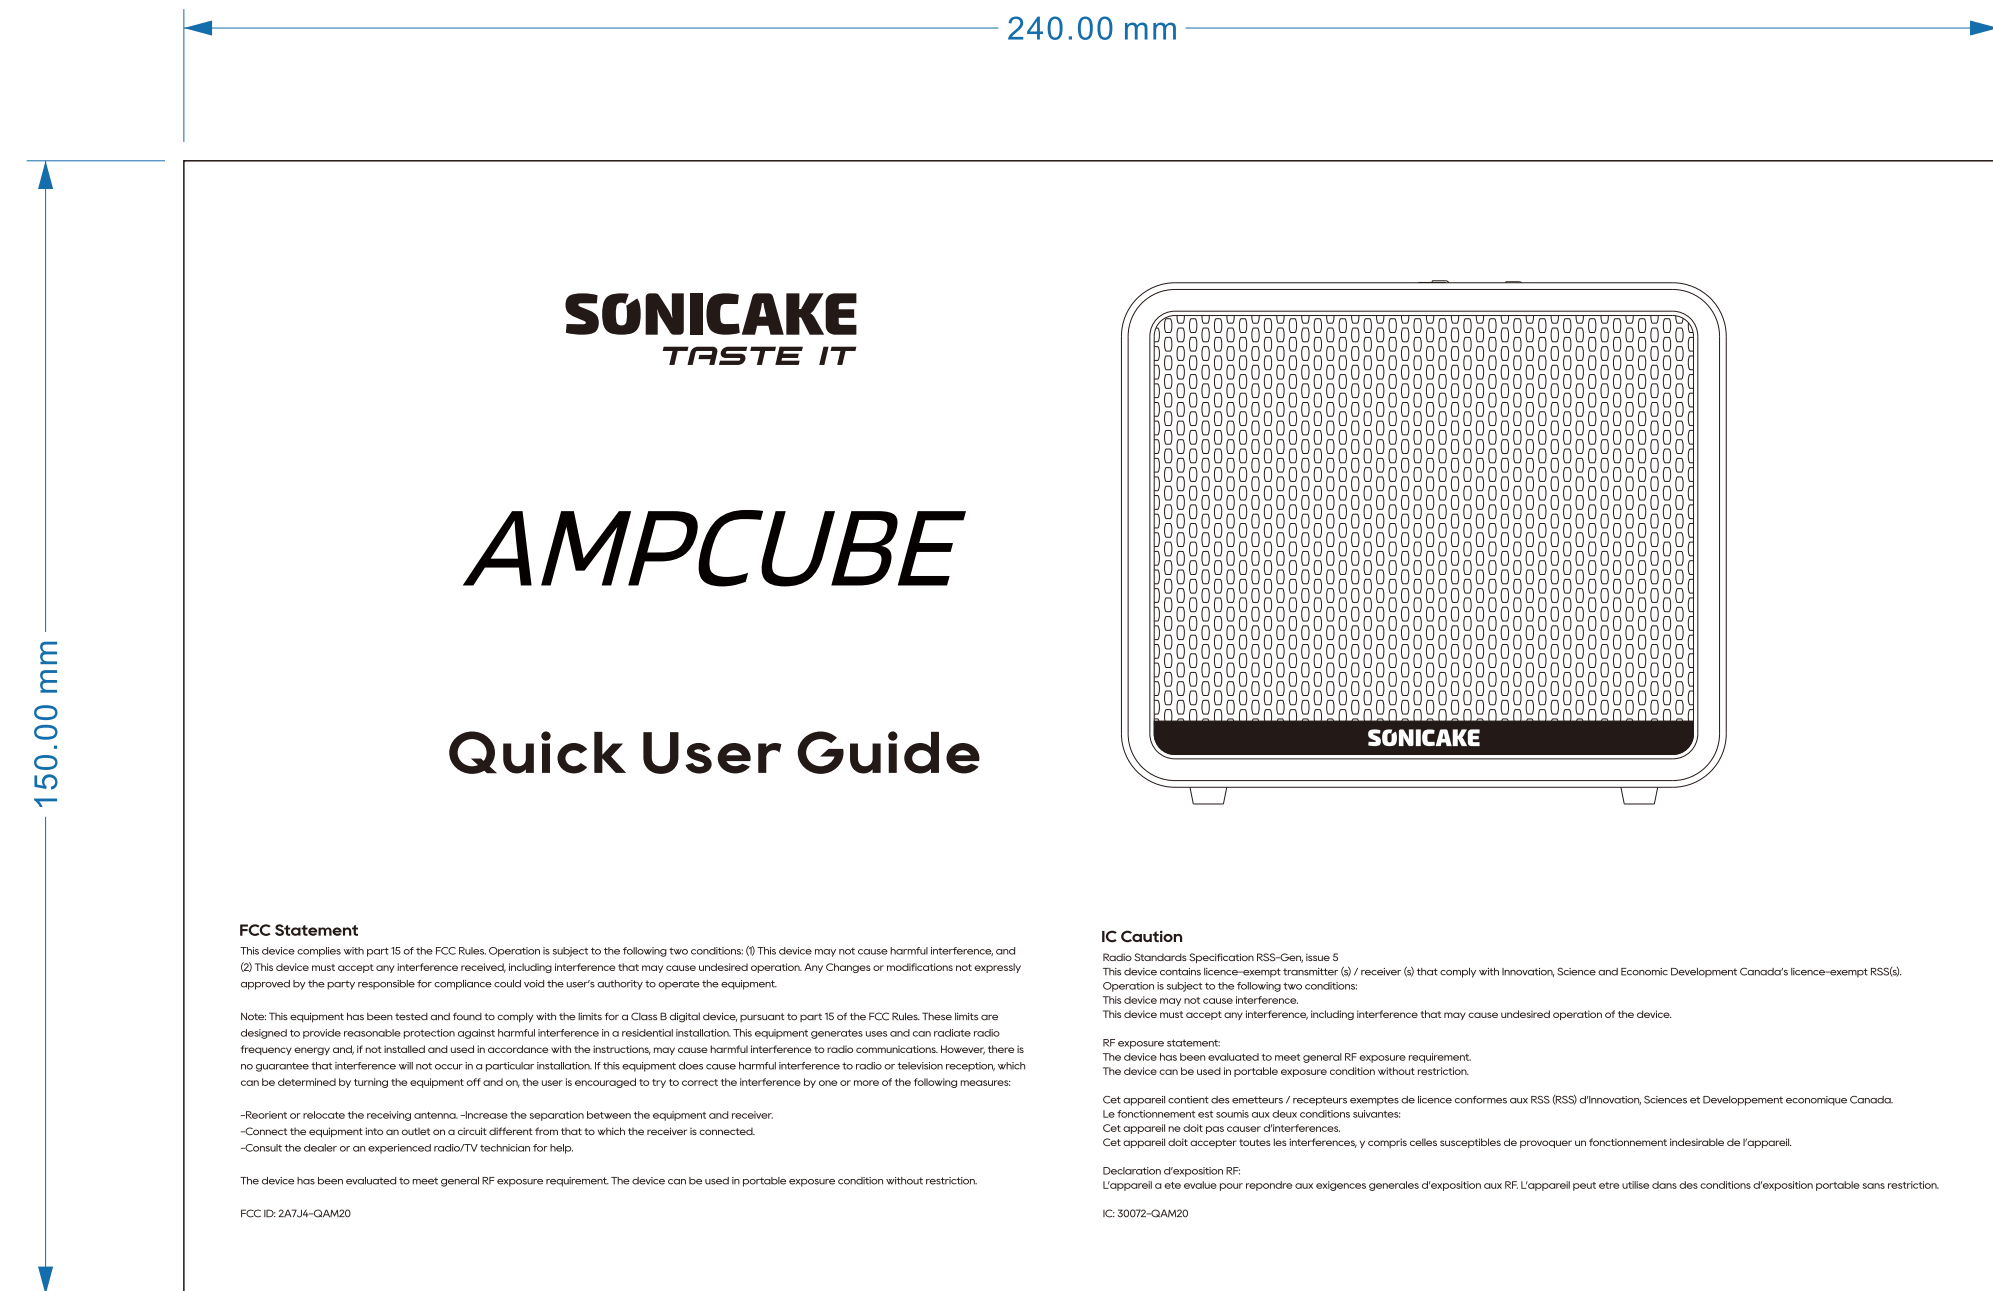 240.00 mm
150.00 mm
SONICAKE
TASTE IT
AMPCUBE
Quick User Guide
SONICAKE
FCC Statement
This device complies with part 15 of the FCC Rules. Operation is subject to the following two conditions: (1) This device may not cause harmful interference, and
(2) This device must accept any interference received, including interference that may cause undesired operation. Any Changes or modifications not expressly
approved by the party responsible for compliance could void the user's authority to operate the equipment.
Note: This equipment has been tested and found to comply with the limits for a Class B digital device, pursuant to part 15 of the FCC Rules. These limits are
designed to provide reasonable protection against harmful interference in a residential installation. This equipment generates uses and can radiate radio
frequency energy and, if not installed and used in accordance with the instructions, may cause harmful interference to radio communications. However, there is
no guarantee that interference will not occur in a particular installation. If this equipment does cause harmful interference to radio or television reception, which
can be determined by turning the equipment off and on, the user is encouraged to try to correct the interference by one or more of the following measures:
-Reorient or relocate the receiving antenna. -Increase the separation between the equipment and receiver.
-Connect the equipment into an outlet on a circuit different from that to which the receiver is connected.
-Consult the dealer or an experienced radio/TV technician for help.
The device has been evaluated to meet general RF exposure requirement. The device can be used in portable exposure condition without restriction.
FCC ID: 2A7J4-QAM20
IC Caution
Radio Standards Specification RSS-Gen, issue 5
This device contains licence-exempt transmitter (s) / receiver (s) that comply with Innovation, Science and Economic Development Canada's licence-exempt RSS(s).
Operation is subject to the following two conditions:
This device may not cause interference.
This device must accept any interference, including interference that may cause undesired operation of the device.
RF exposure statement:
The device has been evaluated to meet general RF exposure requirement.
The device can be used in portable exposure condition without restriction.
Cet appareil contient des emetteurs / recepteurs exemptes de licence conformes aux RSS (RSS) d'Innovation, Sciences et Developpement economique Canada.
Le fonctionnement est soumis aux deux conditions suivantes:
Cet appareil ne doit pas causer d'interferences.
Cet appareil doit accepter toutes les interferences, y compris celles susceptibles de provoquer un fonctionnement indesirable de l'appareil.
Declaration d'exposition RF:
L'appareil a ete evalue pour repondre aux exigences generales d'exposition aux RF. L'appareil peut etre utilise dans des conditions d'exposition portable sans restriction.
IC: 30072-QAM20